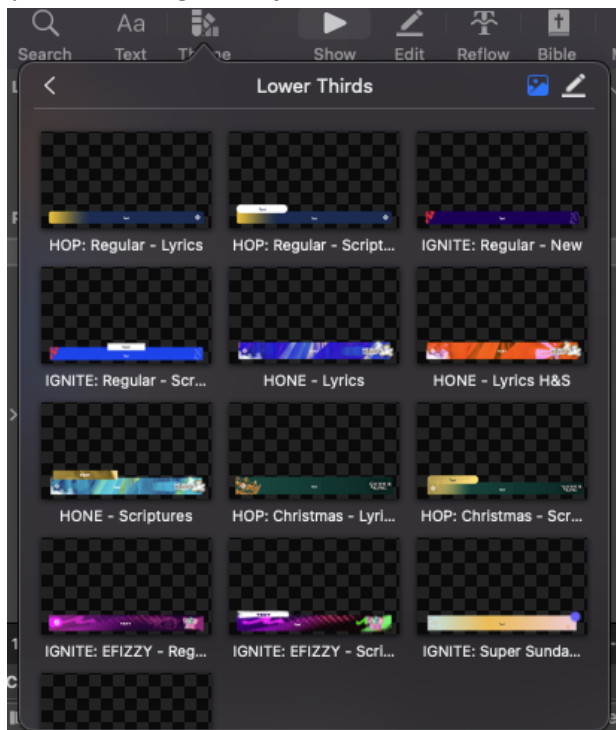 Search Text Theme Show Edit Reflow Bible
Lower Thirds
HOP: Regular - Lyrics HOP: Regular - Script... IGNITE: Regular - New
IGNITE: Regular - Scr... HONE - Lyrics HONE - Lyrics H&S
HONE - Scriptures HOP: Christmas - Lyri... HOP: Christmas - Scr...
IGNITE: EFIZZY - Reg... IGNITE: EFIZZY - Scri... IGNITE: Super Sunda...